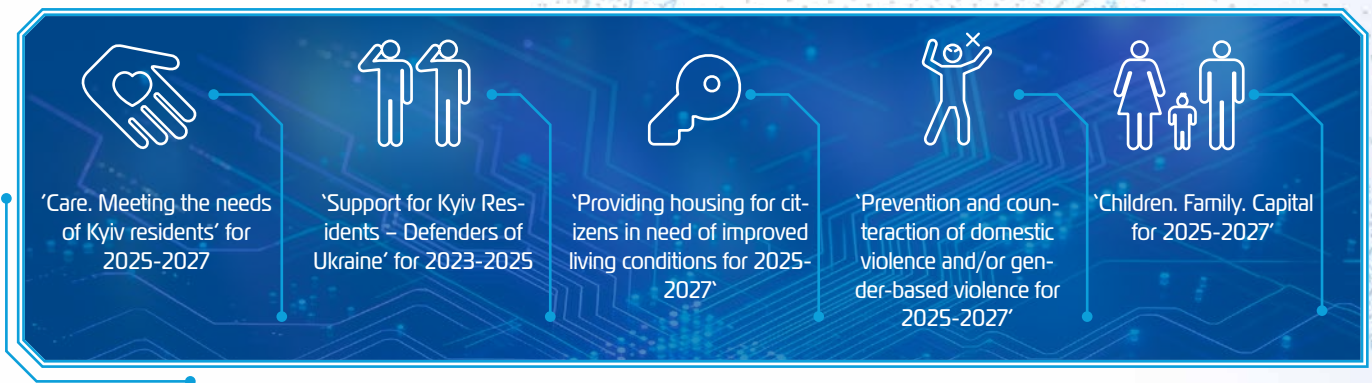 ‘Care. Meeting the needs
of Kyiv residents’ for
2025-2027
‘Support for Kyiv Res-
idents – Defenders of
Ukraine’ for 2023-2025
‘Providing housing for cit-
izens in need of improved
living conditions for 2025-
2027‘
‘Prevention and coun-
teraction of domestic
violence and/or gen-
der-based violence for
2025-2027’
‘Children. Family. Capital
for 2025-2027’